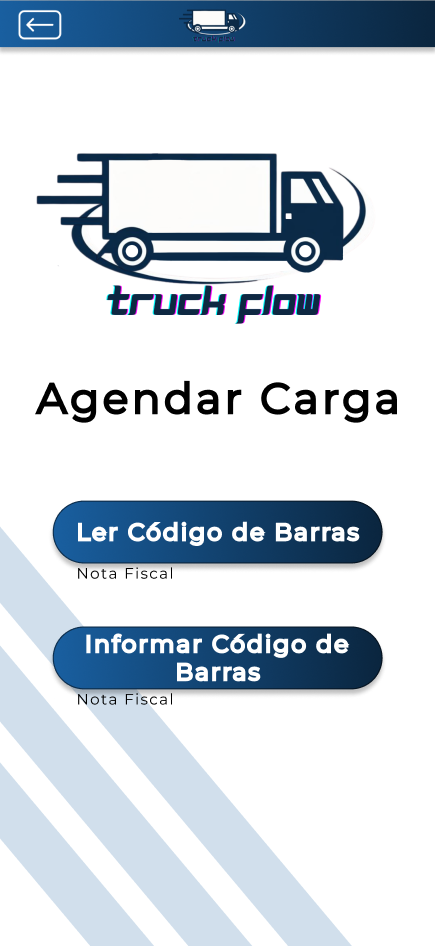 truck flow
Agendar Carga
Ler Código de Barras
Nota Fiscal
Informar Código de
Barras
Nota Fiscal